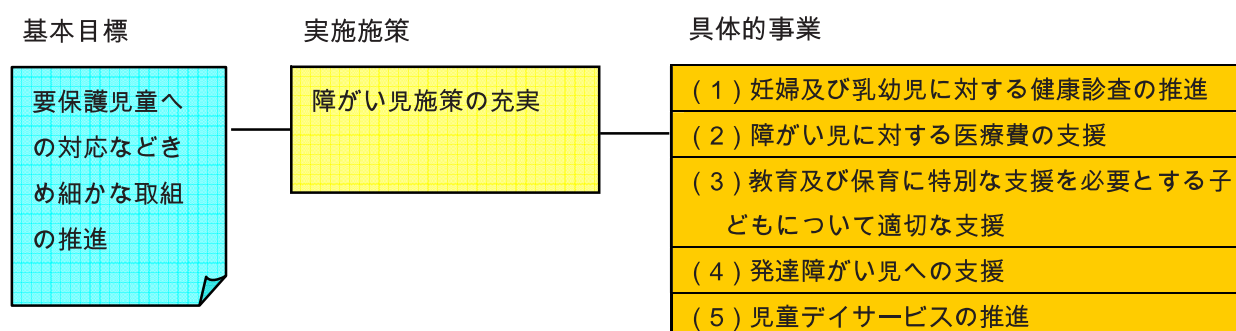 基本目標
実施施策
具体的事業
要保護児童へ
の対応などき
め細かな取組
の推進
障がい児施策の充実
(1)妊婦及び乳幼児に対する健康診査の推進
(2)障がい児に対する医療費の支援
(3)教育及び保育に特別な支援を必要とする子
どもについて適切な支援
(4)発達障がい児への支援
(5)児童デイサービスの推進